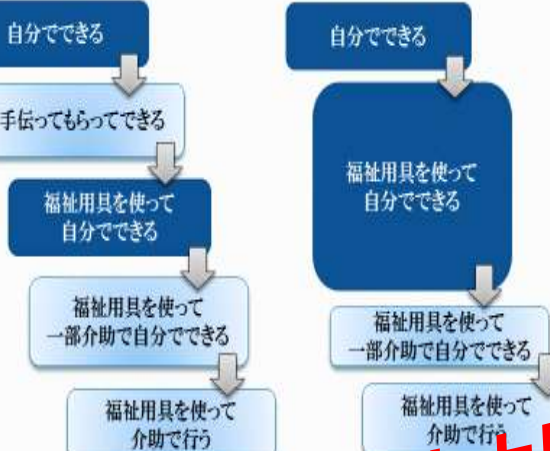 自分でできる
手伝ってもらってできる
福祉用具を使って
自分でできる
福祉用具を使って
一部介助で自分でできる
福祉用具を使って
介助で行う
自分でできる
福祉用具を使って
自分でできる
福祉用具を使って
一部介助で自分でできる
福祉用具を使って
介助で行う